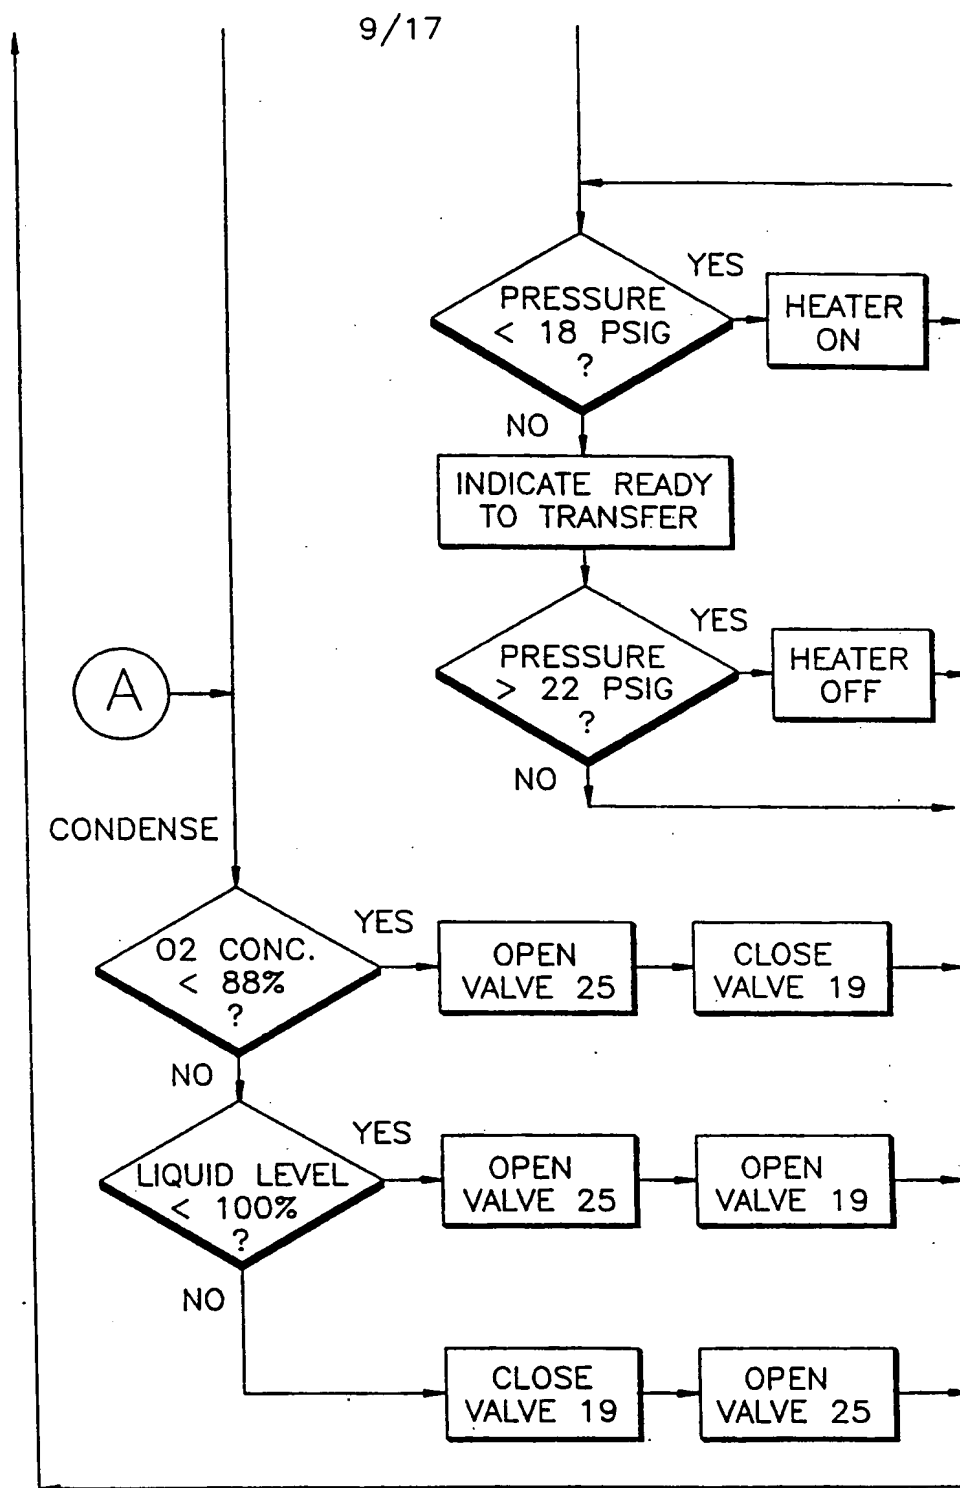 9/17
YES
PRESSURE
< 18 PSIG
?
HEATER
ON
NO
INDICATE READY
TO TRANSFER
YES
PRESSURE
> 22 PSIG
?
HEATER
OFF
NO
A
CONDENSE
YES
O2 CONC.
< 88%
?
OPEN
VALVE 25
CLOSE
VALVE 19
NO
YES
LIQUID LEVEL
< 100%
?
OPEN
VALVE 25
OPEN
VALVE 19
NO
CLOSE
VALVE 19
OPEN
VALVE 25